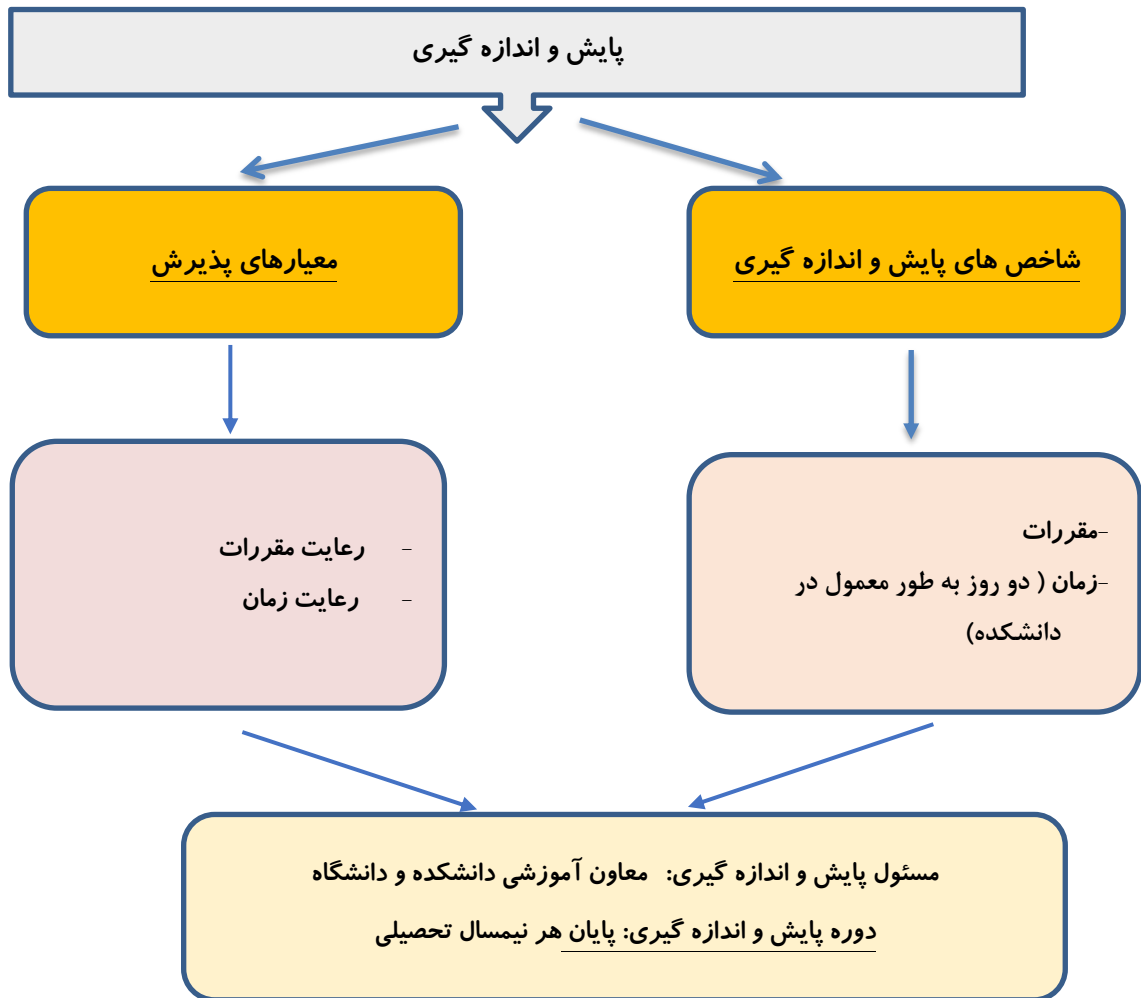 پایش و اندازه گیری
شاخص های پایش و اندازه گیری
معیارهای پذیرش
-مقررات
-زمان ( دو روز به طور معمول در
دانشکده)
- رعایت مقررات
- رعایت زمان
مسئول پایش و اندازه گیری: معاون آموزشی دانشکده و دانشگاه
دوره پایش و اندازه گیری: پایان هر نیمسال تحصیلی